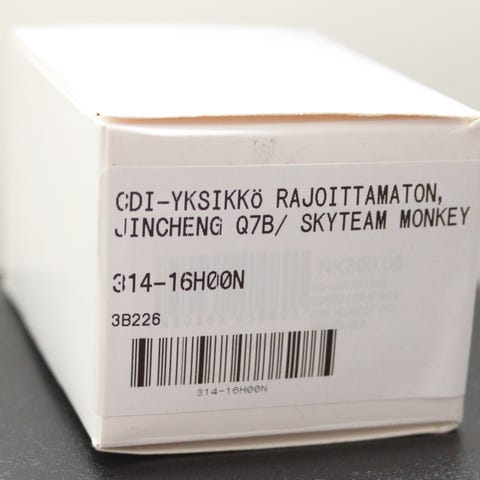 CDI-YKSIKKö RAJOITTAMATON,
JINCHENG Q7B/ SKYTEAM MONKEY
314-16H00N
3B226
314-16H00N